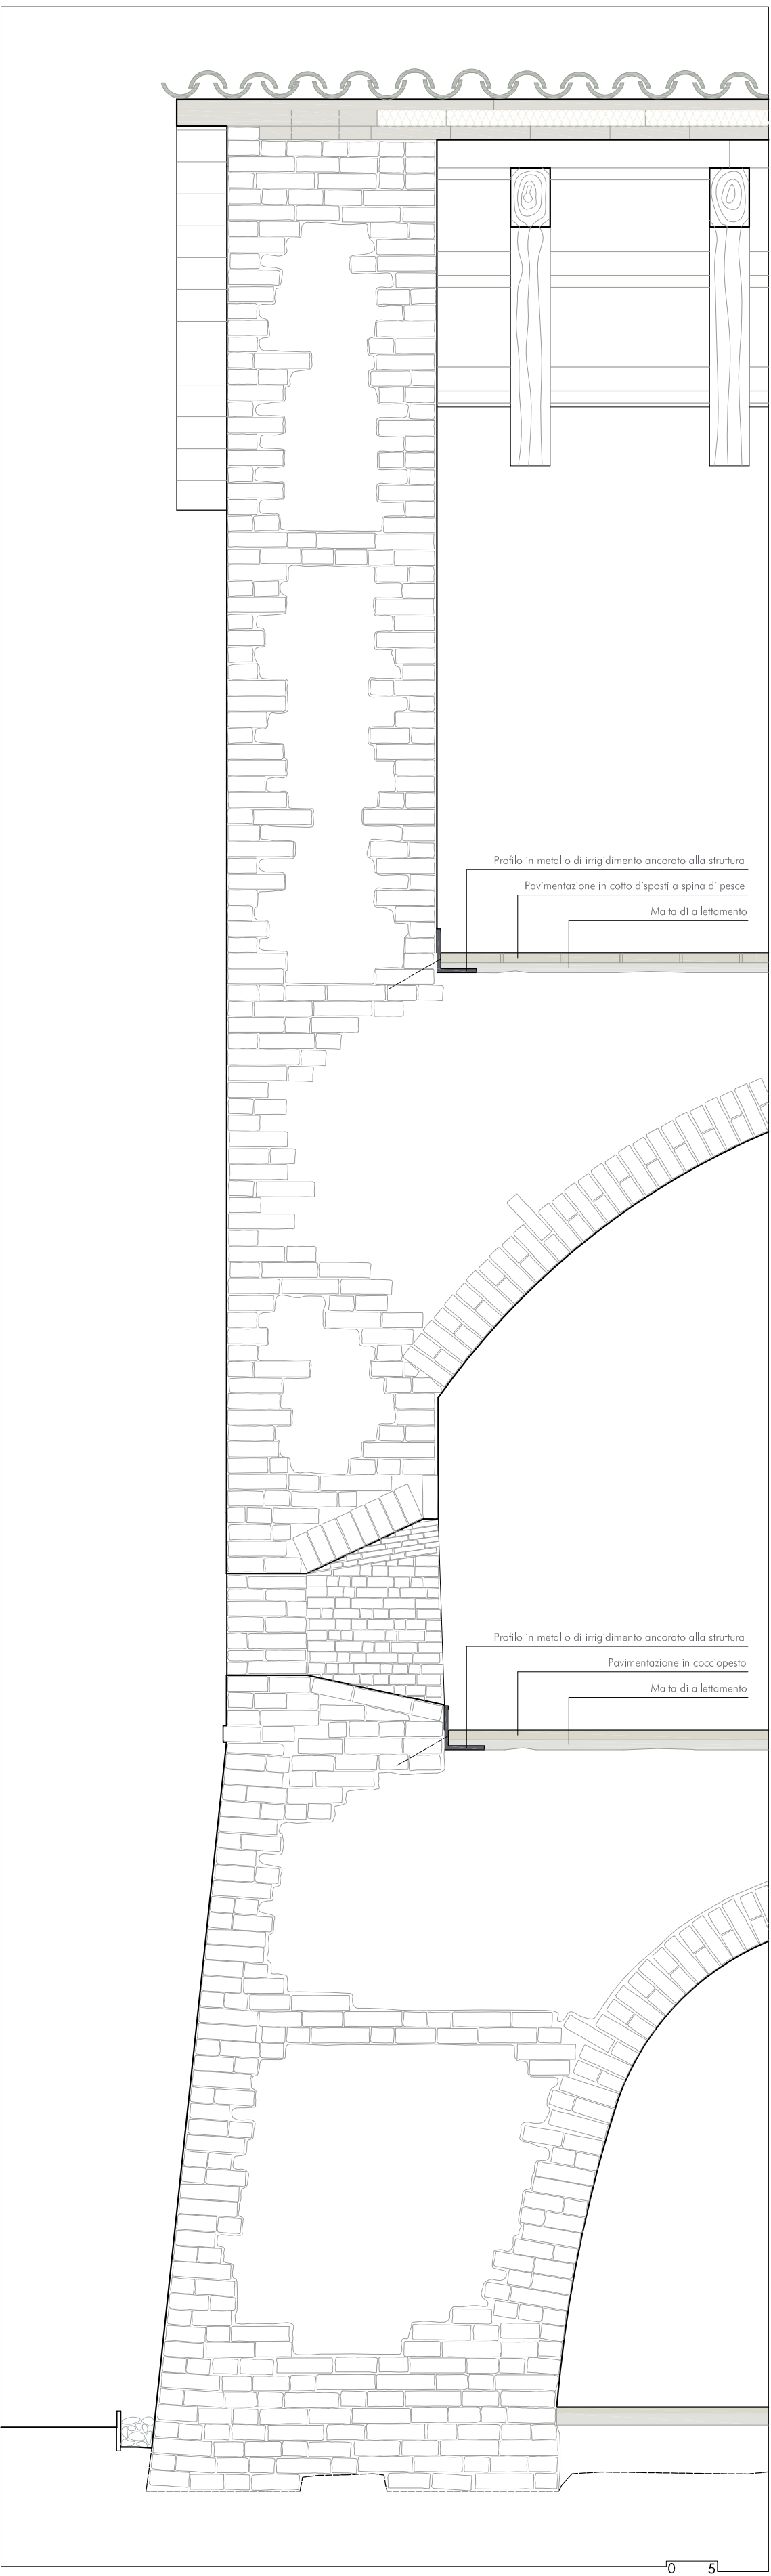 Profilo in metallo di irrigidimento ancorato alla struttura
Pavimentazione in cotto disposti a spina di pesce
Malta di allettamento
Profilo in metallo di irrigidimento ancorato alla struttura
Pavimentazione in cocciopesto
Malta di allettamento
0 5